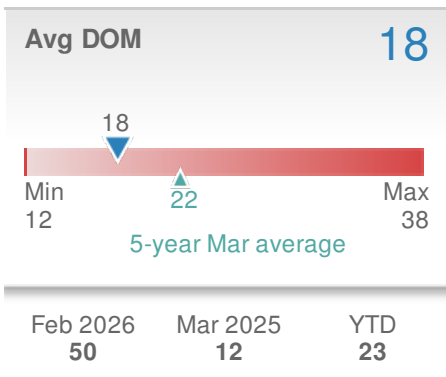 Avg DOM 18
18
Min Max
12 22 38
5-year Mar average
Feb 2026 Mar 2025 YTD
50 12 23